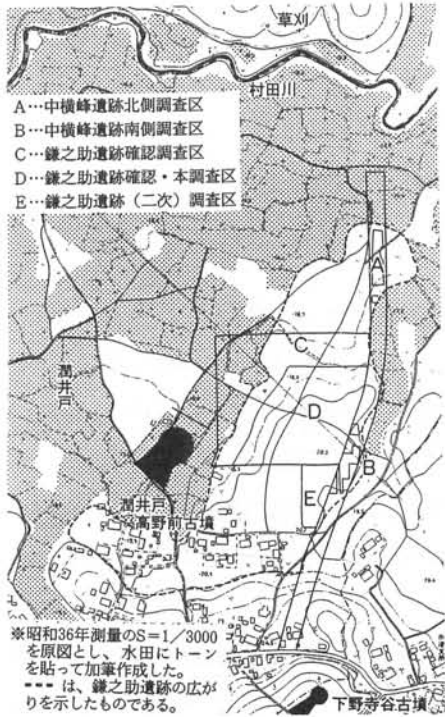 草刈
村田川
A…中横峰遺跡北側調査区
B…中横峰遺跡南側調査区
C…鎌之助遺跡確認調査区
D…鎌之助遺跡確認・本調査区
E…鎌之助遺跡（二次）調査区
A
C
潤井戸
D
B
E
潤井戸
高野前古墳
※昭和36年測量のS=1/3000
を原図とし、水田にトーン
を貼って加筆作成した。
--- は、鎌之助遺跡の広が
りを示したものである。
下野寺谷古墳